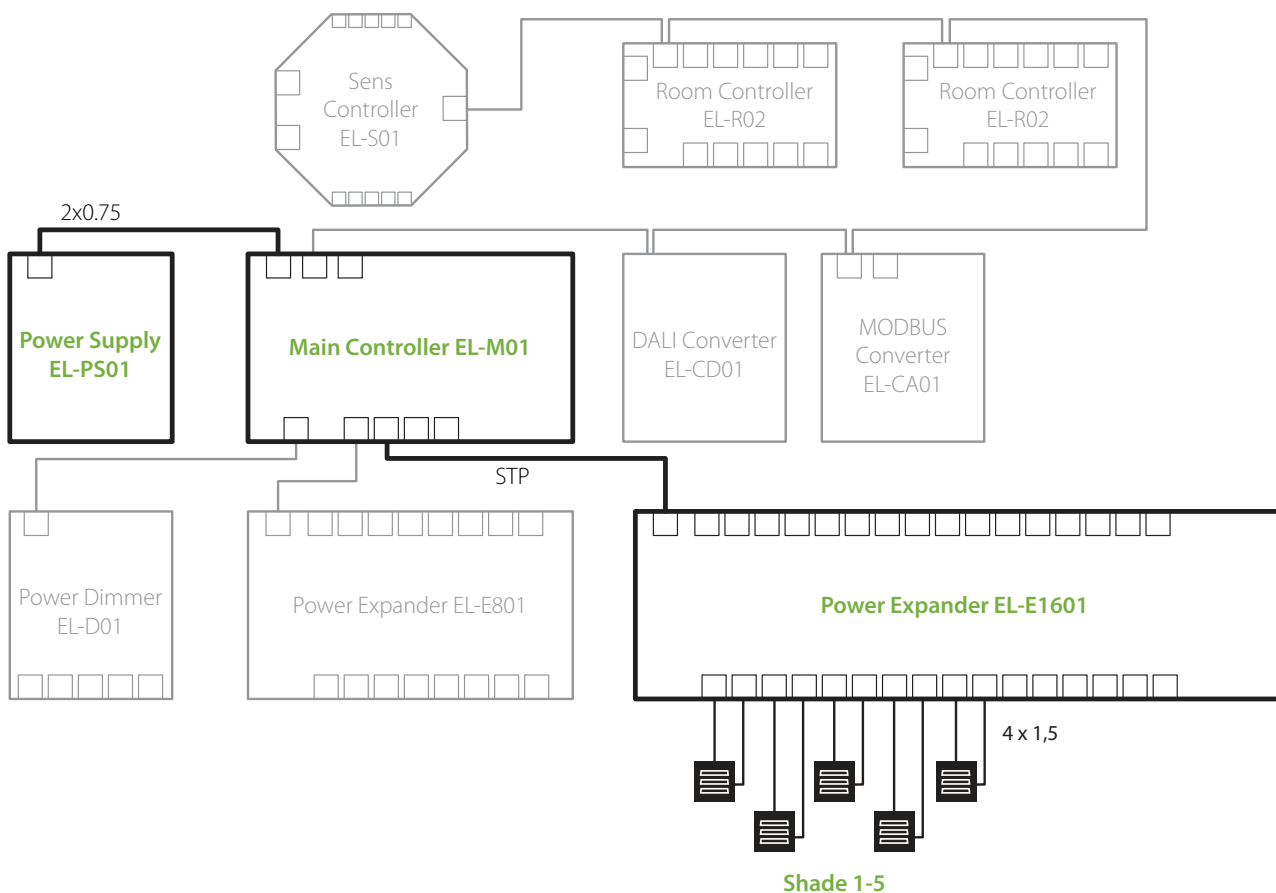 Sens
Controller
EL-S01
Room Controller
EL-R02
Room Controller
EL-R02
2x0.75
Power Supply
EL-PS01
Main Controller EL-M01
DALI Converter
EL-CD01
MODBUS
Converter
EL-CA01
STP
Power Dimmer
EL-D01
Power Expander EL-E801
Power Expander EL-E1601
4 x 1,5
Shade 1-5